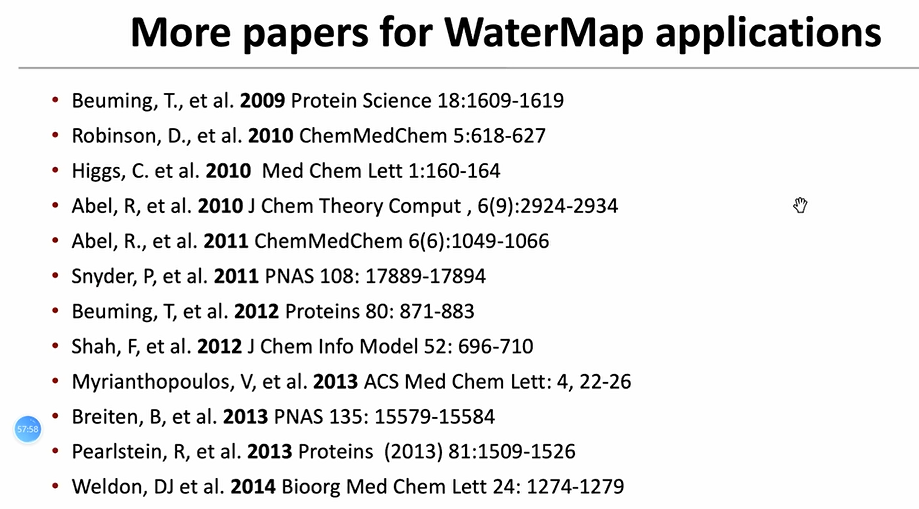 More papers for WaterMap applications
• Beuming, T., et al. 2009 Protein Science 18:1609-1619
• Robinson, D., et al. 2010 ChemMedChem 5:618-627
• Higgs, C. et al. 2010  Med Chem Lett 1:160-164
• Abel, R, et al. 2010 J Chem Theory Comput , 6(9):2924-2934
• Abel, R., et al. 2011 ChemMedChem 6(6):1049-1066
• Snyder, P, et al. 2011 PNAS 108: 17889-17894
• Beuming, T, et al. 2012 Proteins 80: 871-883
• Shah, F, et al. 2012 J Chem Info Model 52: 696-710
• Myrianthopoulos, V, et al. 2013 ACS Med Chem Lett: 4, 22-26
• Breiten, B, et al. 2013 PNAS 135: 15579-15584
57:58
• Pearlstein, R, et al. 2013 Proteins  (2013) 81:1509-1526
• Weldon, DJ et al. 2014 Bioorg Med Chem Lett 24: 1274-1279